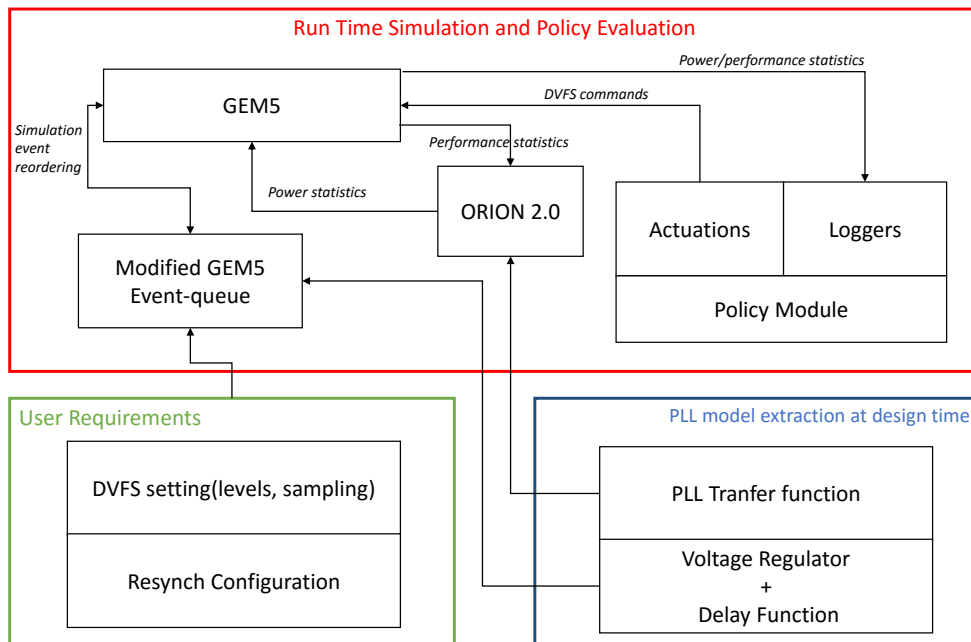 Run Time Simulation and Policy Evaluation
Power/performance statistics
GEM5
DVFS commands
Simulation
event
reordering
Performance statistics
Power statistics
ORION 2.0
Actuations
Loggers
Modified GEM5
Event-queue
Policy Module
User Requirements
PLL model extraction at design time
DVFS setting(levels, sampling)
PLL Tranfer function
Resynch Configuration
Voltage Regulator
+
Delay Function